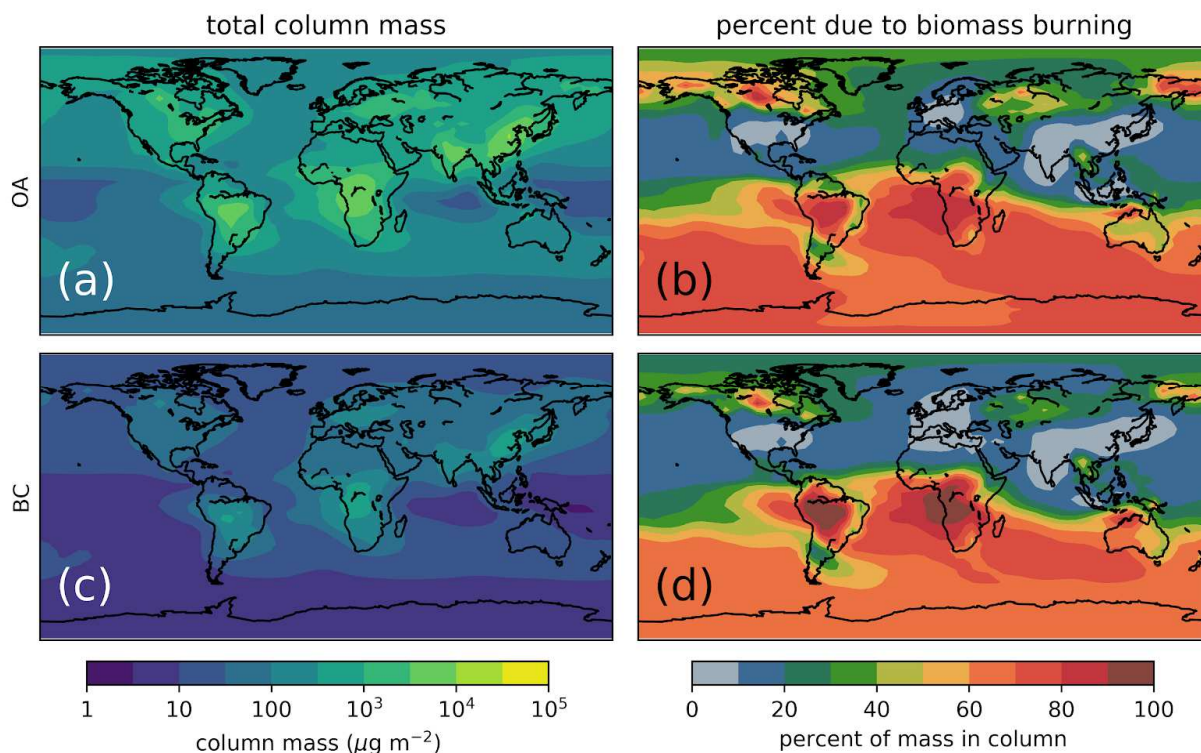 total column mass
percent due to biomass burning
OA
(a)
(b)
BC
(c)
(d)
1 10 100 10³ 10⁴ 10⁵
column mass (μg m⁻²)
0 20 40 60 80 100
percent of mass in column